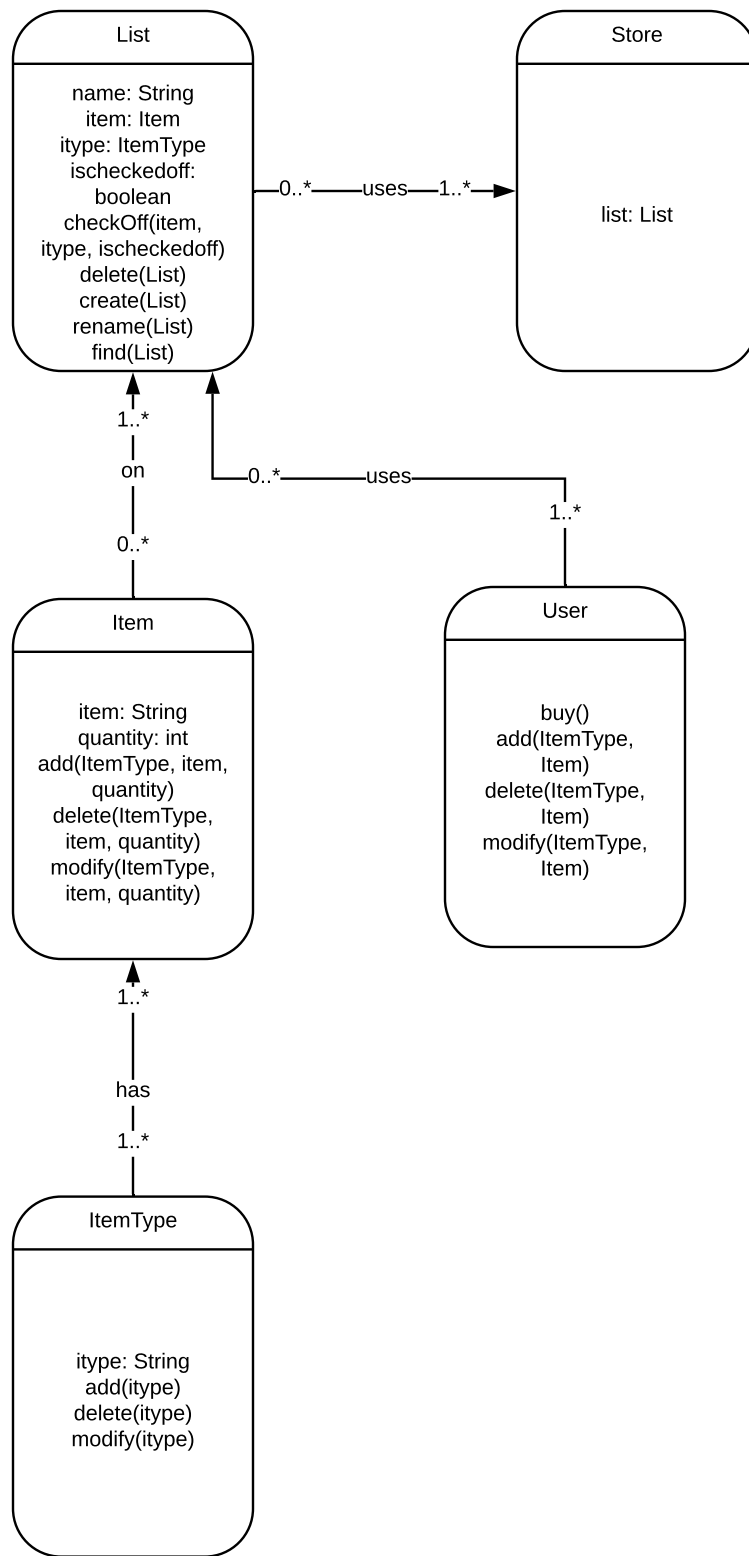 List
name: String
item: Item
itype: ItemType
ischeckedoff:
boolean
checkOff(item,
itype, ischeckedoff)
delete(List)
create(List)
rename(List)
find(List)
0..*
uses
1..*
Store
list: List
1..*
on
0..*
0..*
uses
1..*
Item
item: String
quantity: int
add(ItemType, item,
quantity)
delete(ItemType,
item, quantity)
modify(ItemType,
item, quantity)
User
buy()
add(ItemType,
Item)
delete(ItemType,
Item)
modify(ItemType,
Item)
1..*
has
1..*
ItemType
itype: String
add(itype)
delete(itype)
modify(itype)